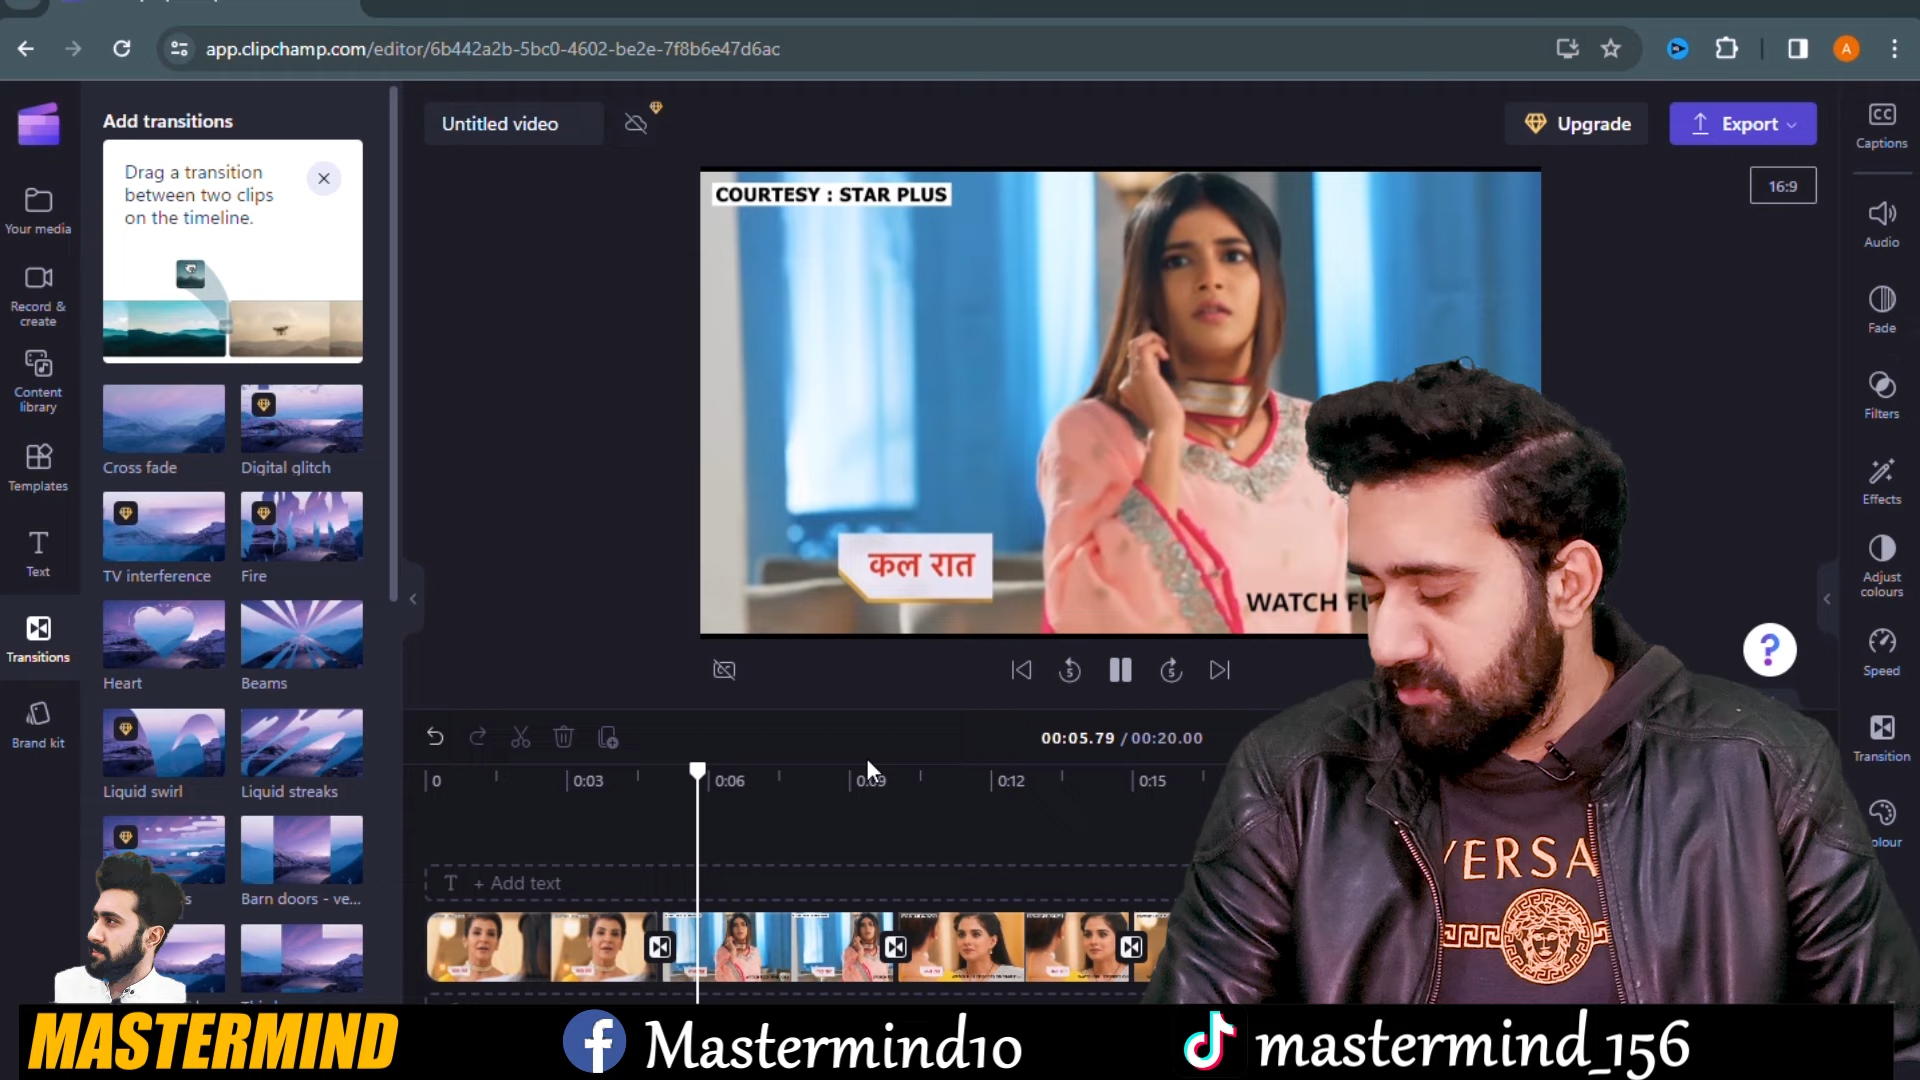 app.clipchamp.com/editor/6b442a2b-5bc0-4602-be2e-7f8b6e47d6ac
A
Add transitions
Drag a transition
between two clips
on the timeline.
Your media
Record &
create
Content
library
Templates
Text
Transitions
Brand kit
Cross fade
Digital glitch
TV interference
Fire
Heart
Beams
Liquid swirl
Liquid streaks
Barn doors - ve...
Untitled video
Upgrade
Export
16:9
COURTESY : STAR PLUS
कल रात
WATCH
5
5
?
00:05.79 / 00:20.00
0
0:03
0:06
0:09
0:12
0:15
T + Add text
CC
Captions
Audio
Fade
Filters
Effects
Adjust
colours
Speed
Transition
VERSA
MASTERMIND
Mastermind10
mastermind_156